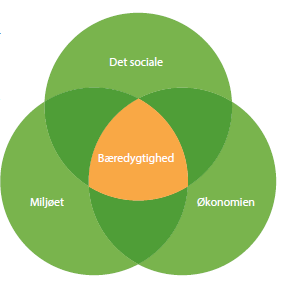 Det sociale
Bæredygtighed
Miljøet
Økonomien